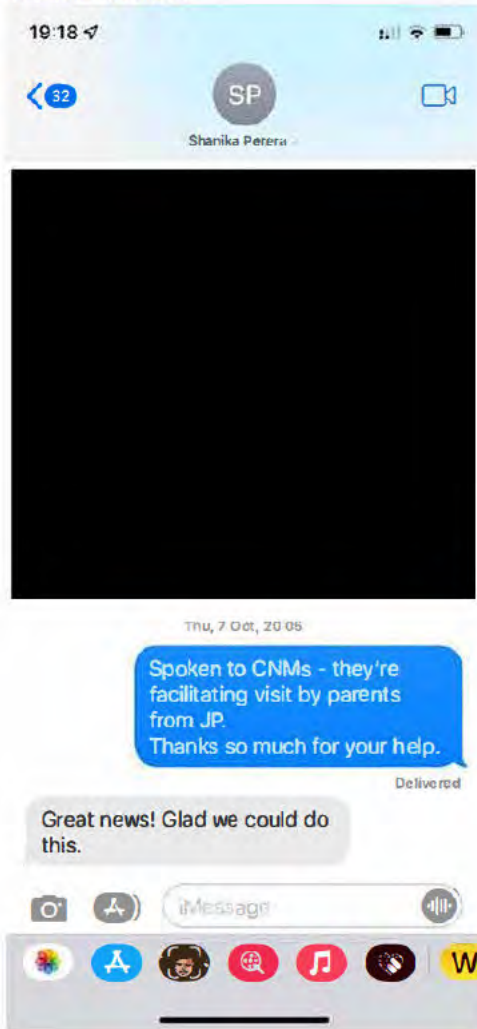 19:18
32
SP
Shanika Perera
Thu, 7 Oct, 20:05
Spoken to CNMs - they're
facilitating visit by parents
from JP.
Thanks so much for your help.
Delivered
Great news! Glad we could do
this.
iMessage
W